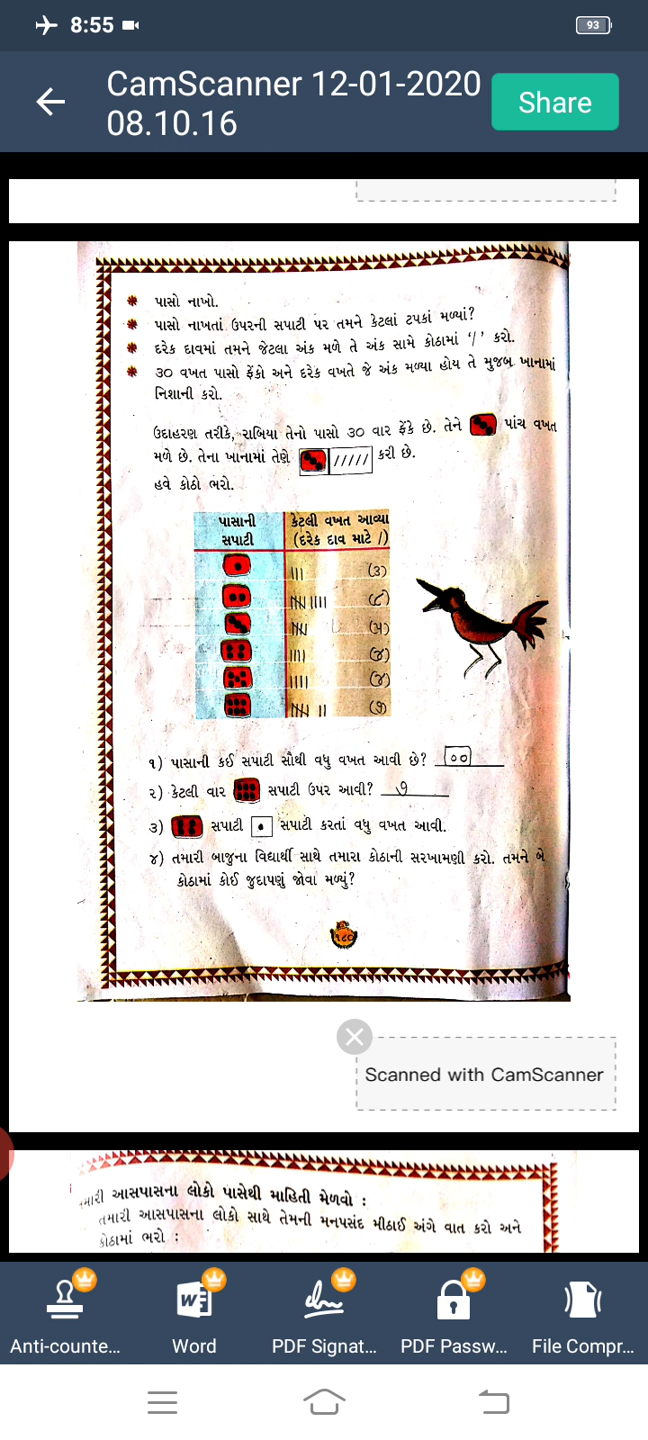 8:55
93
CamScanner 12-01-2020
08.10.16
Share
પાસો નાખો.
પાસો નાખતાં ઉપરની સપાટી પર તમને કેટલાં ટપકાં મળ્યાં?
દરેક દાવમાં તમને જેટલા અંક મળે તે અંક સામે કોઠામાં '/' કરો.
૩૦ વખત પાસો ફેંકો અને દરેક વખતે જે અંક મળ્યા હોય તે મુજબ ખાનામાં
નિશાની કરો.
ઉદાહરણ તરીકે, રાબિયા તેનો પાસો ૩૦ વાર ફેંકે છે. તેને પાંચ વખત
મળે છે. તેના ખાનામાં તેણે ///// કરી છે.
હવે કોઠો ભરો.
પાસાની કેટલી વખત આવ્યા
સપાટી (દરેક દાવ માટે /)
||| (૩)
|||| |||| (૮)
|||| (૫)
|||| (૪)
|||| (૪)
|||| || (૭)
૧) પાસાની કઈ સપાટી સૌથી વધુ વખત આવી છે?
૨) કેટલી વાર સપાટી ઉપર આવી? ૭
૩) સપાટી સપાટી કરતાં વધુ વખત આવી.
૪) તમારી બાજુના વિદ્યાર્થી સાથે તમારા કોઠાની સરખામણી કરો. તમને બે
કોઠામાં કોઈ જુદાપણું જોવા મળ્યું?
૧૮૦
Scanned with CamScanner
મારી આસપાસના લોકો પાસેથી માહિતી મેળવો :
તમારી આસપાસના લોકો સાથે તેમની મનપસંદ મીઠાઈ અંગે વાત કરો અને
કોઠામાં ભરો :
Anti-counte... Word PDF Signat... PDF Passw... File Compr...